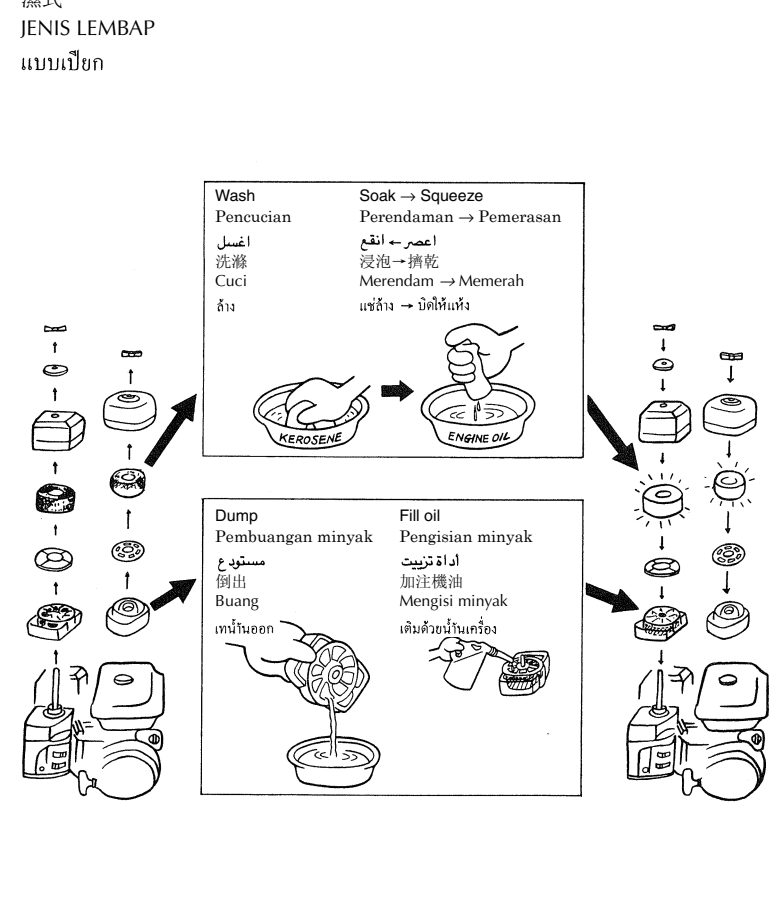 濕式
JENIS LEMBAP
แบบเปียก
Wash
Pencucian
اغسل
洗滌
Cuci
ล้าง
Soak → Squeeze
Perendaman → Pemerasan
اعصر ← انقع
浸泡→擠乾
Merendam → Memerah
แช่ล้าง → บิดให้แห้ง
KEROSENE
ENGINE OIL
Dump
Pembuangan minyak
مستودع
倒出
Buang
เทน้ำันออก
Fill oil
Pengisian minyak
أداة تزييت
加注機油
Mengisi minyak
เติมด้วยน้ำันเครื่อง